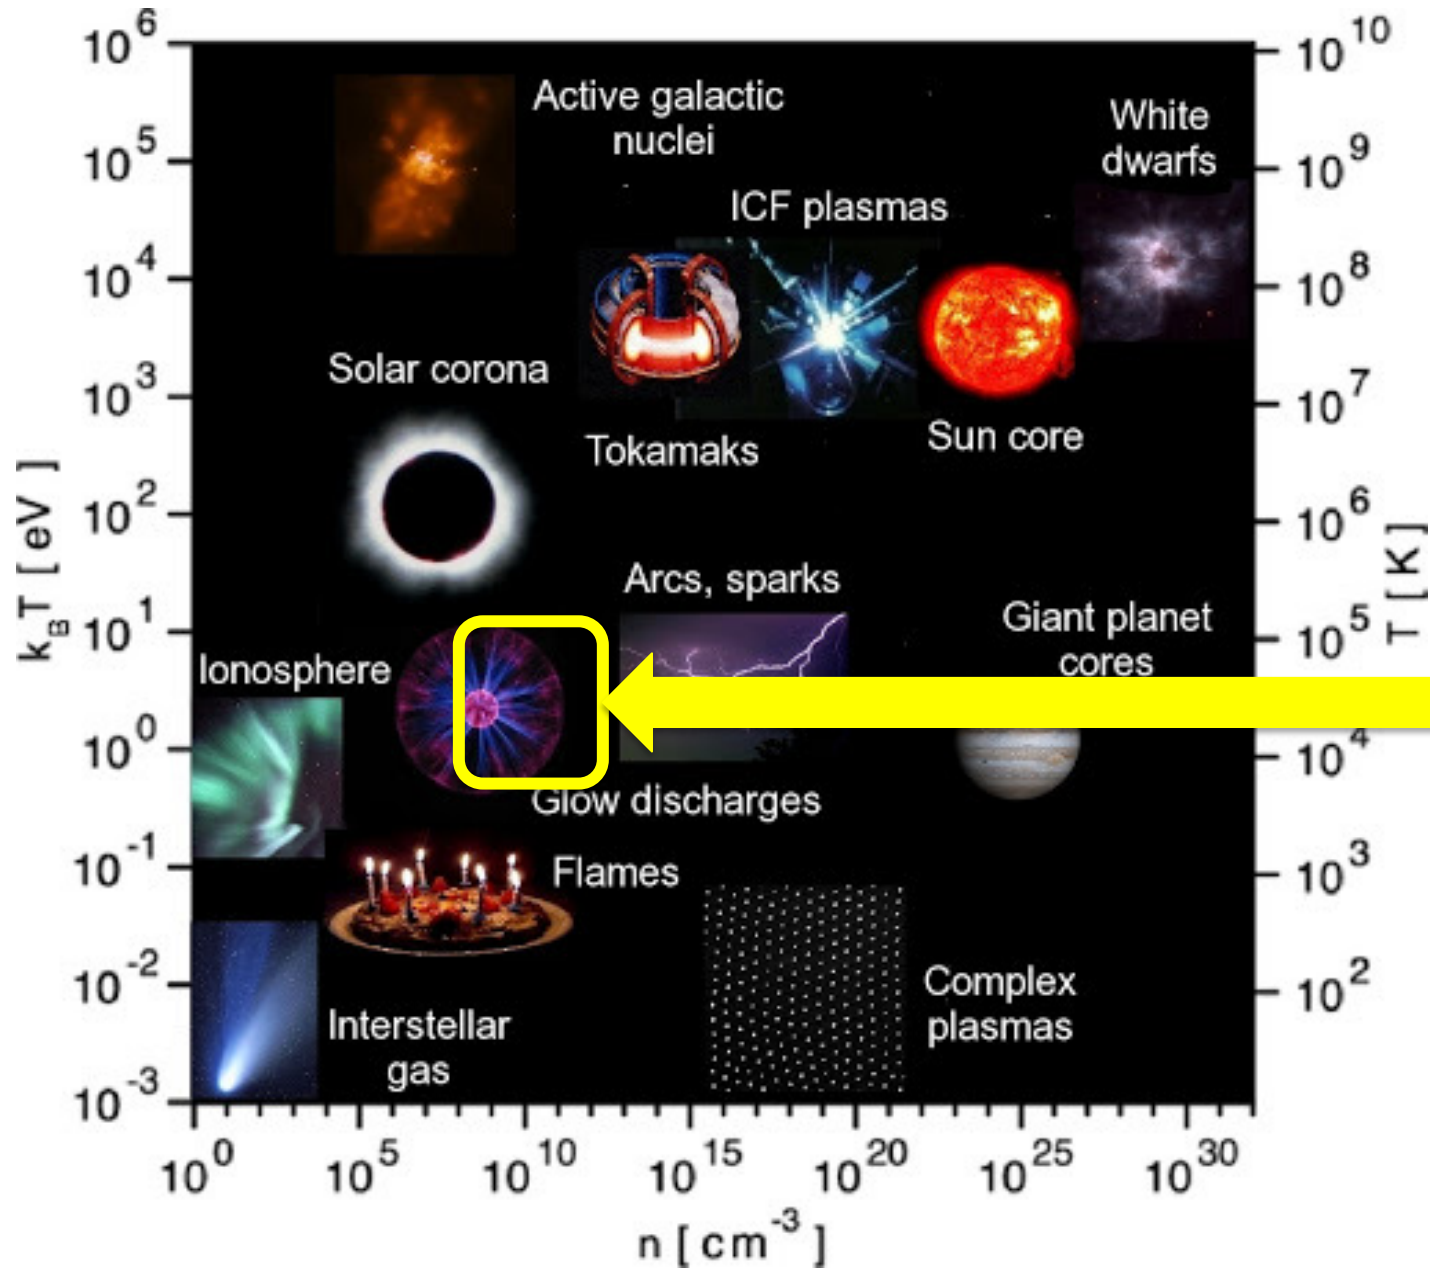 10^6
10^5
10^4
10^3
10^2
10^1
10^0
10^-1
10^-2
10^-3
k_BT [ eV ]
Active galactic
nuclei
White
dwarfs
ICF plasmas
Solar corona
Tokamaks
Sun core
Arcs, sparks
Giant planet
cores
Ionosphere
Glow discharges
Flames
Complex
plasmas
Interstellar
gas
10^10
10^9
10^8
10^7
10^6
10^5
10^4
10^3
10^2
T [ K ]
10^0
10^5
10^10
10^15
10^20
10^25
10^30
n [ cm^-3 ]